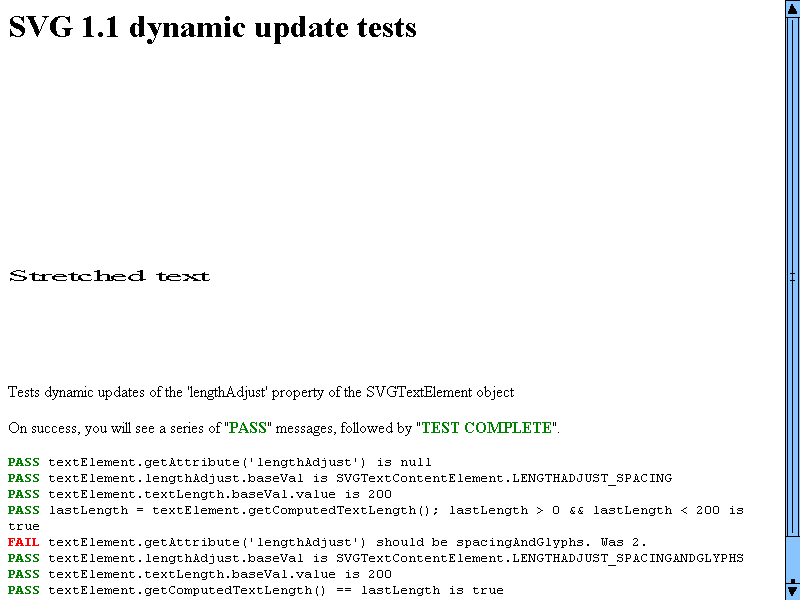 SVG 1.1 dynamic update tests
Stretched text
Tests dynamic updates of the 'lengthAdjust' property of the SVGTextElement object
On success, you will see a series of "PASS" messages, followed by "TEST COMPLETE".
PASS textElement.getAttribute('lengthAdjust') is null
PASS textElement.lengthAdjust.baseVal is SVGTextContentElement.LENGTHADJUST_SPACING
PASS textElement.textLength.baseVal.value is 200
PASS lastLength = textElement.getComputedTextLength(); lastLength > 0 && lastLength < 200 is
true
FAIL textElement.getAttribute('lengthAdjust') should be spacingAndGlyphs. Was 2.
PASS textElement.lengthAdjust.baseVal is SVGTextContentElement.LENGTHADJUST_SPACINGANDGLYPHS
PASS textElement.textLength.baseVal.value is 200
PASS textElement.getComputedTextLength() == lastLength is true